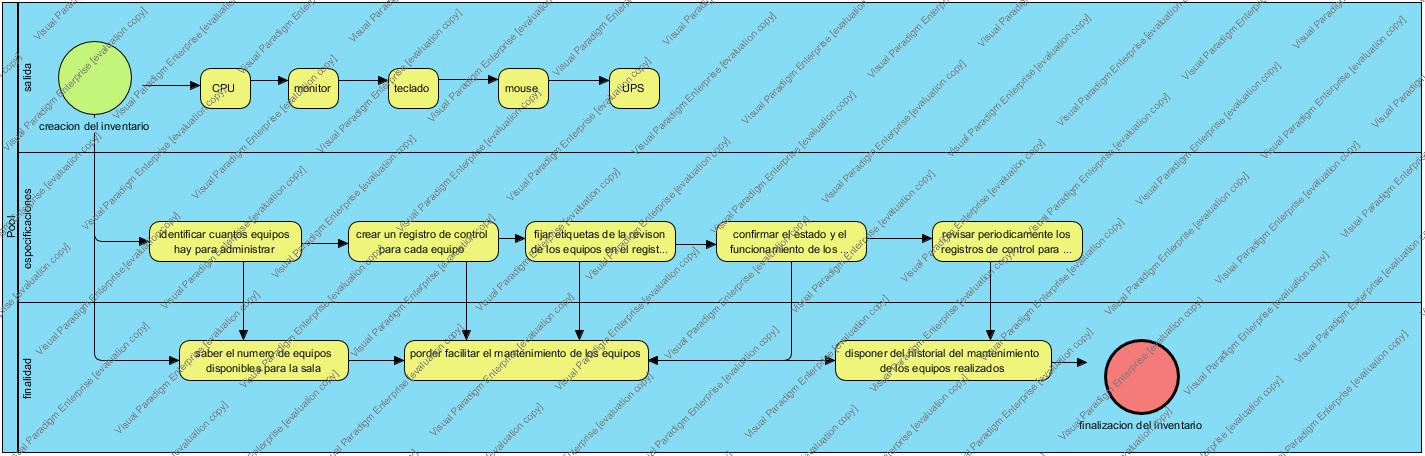 Pool
salida
creacion del inventario
CPU
monitor
teclado
mouse
UPS
especificaciones
identificar cuantos equipos
hay para administrar
crear un registro de control
para cada equipo
fijar etiquetas de la revison
de los equipos en el regist...
confirmar el estado y el
funcionamiento de los ...
revisar periodicamente los
registros de control para ...
finalidad
saber el numero de equipos
disponibles para la sala
porder facilitar el mantenimiento de los equipos
disponer del historial del mantenimiento
de los equipos realizados
finalizacion del inventario
Visual Paradigm Enterprise [evaluation copy]